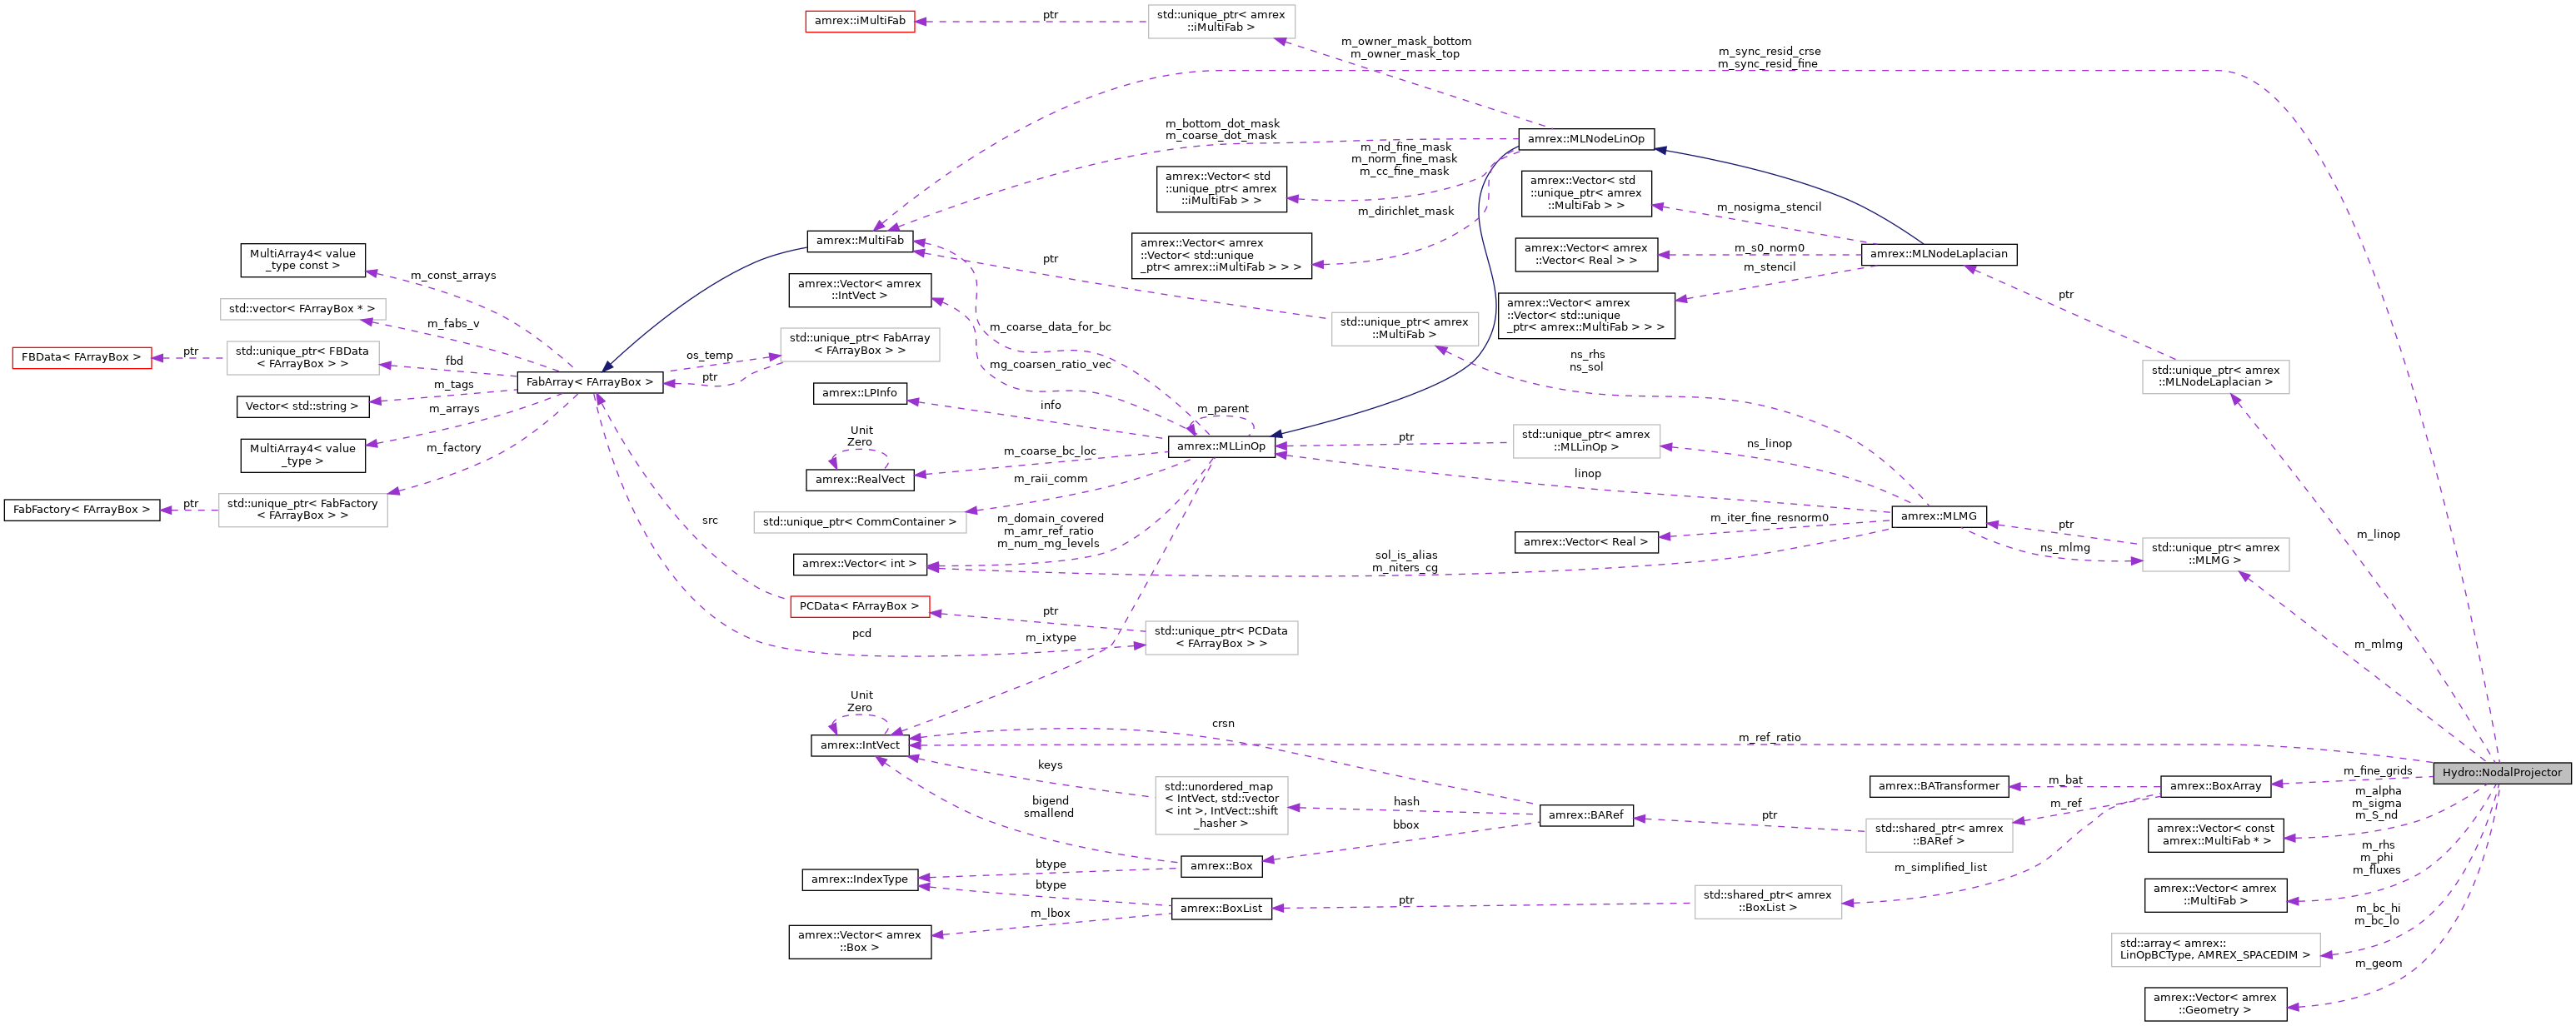 amrex::iMultiFab
ptr
std::unique_ptr< amrex
::iMultiFab >
m_owner_mask_bottom
m_owner_mask_top
m_sync_resid_crse
m_sync_resid_fine
m_bottom_dot_mask
m_coarse_dot_mask
amrex::MLNodeLinOp
m_nd_fine_mask
m_norm_fine_mask
m_cc_fine_mask
amrex::Vector< std
::unique_ptr< amrex
::iMultiFab > >
amrex::Vector< std
::unique_ptr< amrex
::MultiFab > >
m_nosigma_stencil
m_dirichlet_mask
amrex::MultiFab
amrex::Vector< amrex
::Vector< std::unique
_ptr< amrex::iMultiFab > > >
amrex::Vector< amrex
::Vector< Real > >
m_s0_norm0
m_stencil
amrex::MLNodeLaplacian
MultiArray4< value
_type const >
m_const_arrays
amrex::Vector< amrex
::IntVect >
ptr
amrex::Vector< amrex
::Vector< std::unique
_ptr< amrex::MultiFab > > >
ptr
std::vector< FArrayBox * >
m_fabs_v
m_coarse_data_for_bc
std::unique_ptr< amrex
::MultiFab >
FBData< FArrayBox >
ptr
std::unique_ptr< FBData
< FArrayBox > >
fbd
os_temp
ptr
std::unique_ptr< FabArray
< FArrayBox > >
mg_coarsen_ratio_vec
ns_rhs
ns_sol
std::unique_ptr< amrex
::MLNodeLaplacian >
FabArray< FArrayBox >
m_tags
Vector< std::string >
m_arrays
amrex::LPInfo
info
m_parent
MultiArray4< value
_type >
m_factory
Unit
Zero
amrex::RealVect
m_coarse_bc_loc
amrex::MLLinOp
ptr
std::unique_ptr< amrex
::MLLinOp >
ns_linop
linop
m_raii_comm
FabFactory< FArrayBox >
ptr
std::unique_ptr< FabFactory
< FArrayBox > >
src
std::unique_ptr< CommContainer >
m_domain_covered
m_amr_ref_ratio
m_num_mg_levels
amrex::Vector< int >
amrex::Vector< Real >
m_iter_fine_resnorm0
amrex::MLMG
sol_is_alias
m_niters_cg
ptr
ns_mlmg
std::unique_ptr< amrex
::MLMG >
m_linop
PCData< FArrayBox >
ptr
pcd
m_ixtype
std::unique_ptr< PCData
< FArrayBox > >
m_mlmg
Unit
Zero
amrex::IntVect
crsn
m_ref_ratio
Hydro::NodalProjector
keys
std::unordered_map
< IntVect, std::vector
< int >, IntVect::shift
_hasher >
hash
bigend
smallend
bbox
amrex::BARef
ptr
amrex::BATransformer
m_bat
m_ref
amrex::BoxArray
m_fine_grids
m_alpha
m_sigma
m_S_nd
std::shared_ptr< amrex
::BARef >
amrex::Vector< const
amrex::MultiFab * >
m_rhs
m_phi
m_fluxes
amrex::IndexType
btype
btype
amrex::Box
m_simplified_list
amrex::Vector< amrex
::MultiFab >
m_lbox
amrex::BoxList
ptr
std::shared_ptr< amrex
::BoxList >
m_bc_hi
m_bc_lo
amrex::Vector< amrex
::Box >
std::array< amrex::
LinOpBCType, AMREX_SPACEDIM >
m_geom
amrex::Vector< amrex
::Geometry >